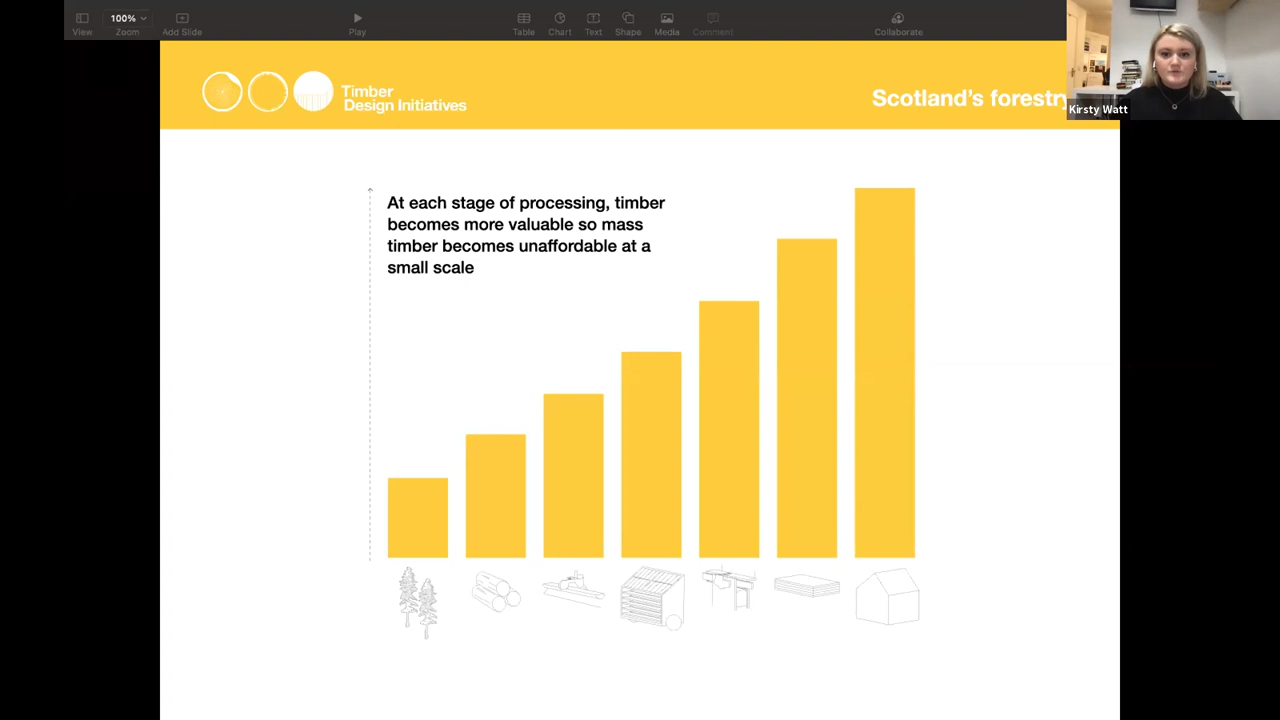 100%
View
Zoom
Add Slide
Play
Table
Chart
Text
Shape
Media
Comment
Collaborate
Kirsty Watt
Timber
Design Initiatives
Scotland's forestry
At each stage of processing, timber
becomes more valuable so mass
timber becomes unaffordable at a
small scale